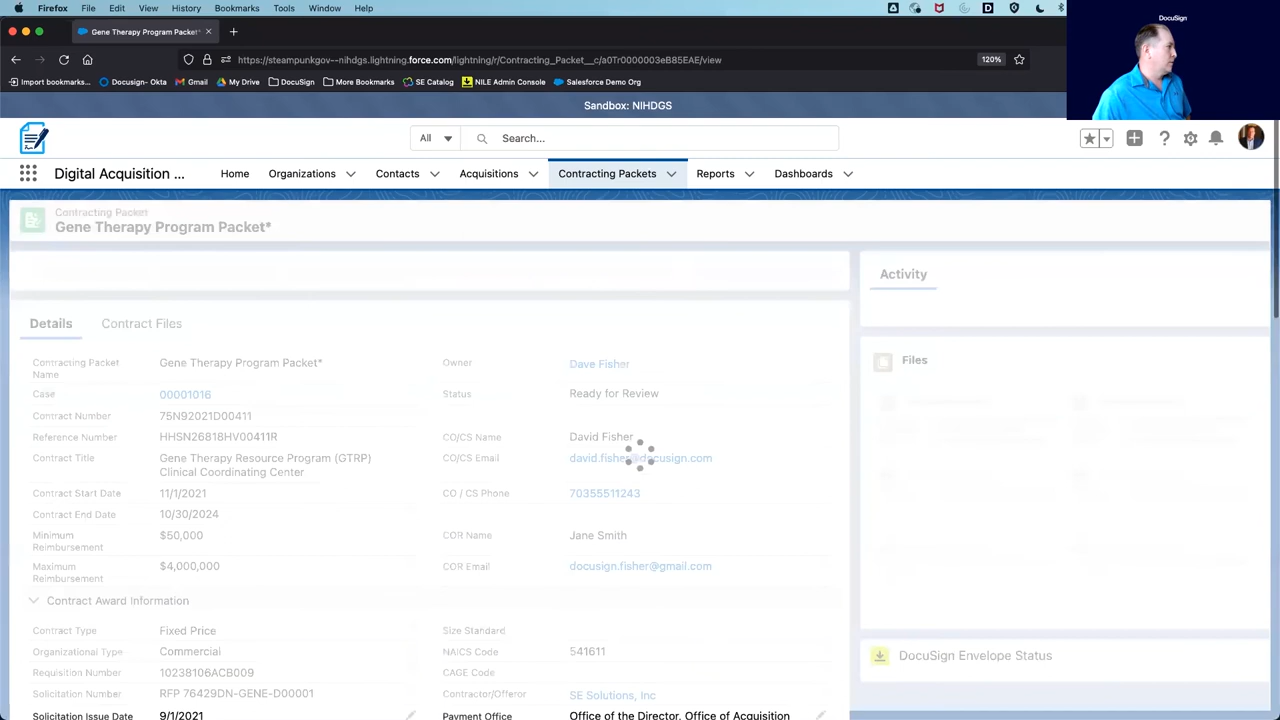 Firefox File Edit View History Bookmarks Tools Window Help
DocuSign
Gene Therapy Program Packet*
https://steampunkgov--nihdgs.lightning.force.com/lightning/r/Contracting_Packet__c/a0Tr0000003eB85EAE/view
120%
Import bookmarks... Docusign- Okta Gmail My Drive DocuSign More Bookmarks SE Catalog NILE Admin Console Salesforce Demo Org
Sandbox: NIHDGS
All Search...
Digital Acquisition ... Home Organizations Contacts Acquisitions Contracting Packets Reports Dashboards
Contracting Packet
Gene Therapy Program Packet*
Activity
Details Contract Files
Files
Contracting Packet Name Gene Therapy Program Packet*
Owner Dave Fisher
Case 00001016
Status Ready for Review
Contract Number 75N92021D00411
Reference Number HHSN26818HV00411R
CO/CS Name David Fisher
Contract Title Gene Therapy Resource Program (GTRP)
Clinical Coordinating Center
CO/CS Email david.fisher@docusign.com
Contract Start Date 11/1/2021
CO / CS Phone 70355511243
Contract End Date 10/30/2024
Minimum Reimbursement $50,000
COR Name Jane Smith
Maximum Reimbursement $4,000,000
COR Email docusign.fisher@gmail.com
Contract Award Information
Contract Type Fixed Price
Size Standard
Organizational Type Commercial
NAICS Code 541611
DocuSign Envelope Status
Requisition Number 10238106ACB009
CAGE Code
Solicitation Number RFP 76429DN-GENE-D00001
Contractor/Offeror SE Solutions, Inc
Solicitation Issue Date 9/1/2021
Payment Office Office of the Director, Office of Acquisition